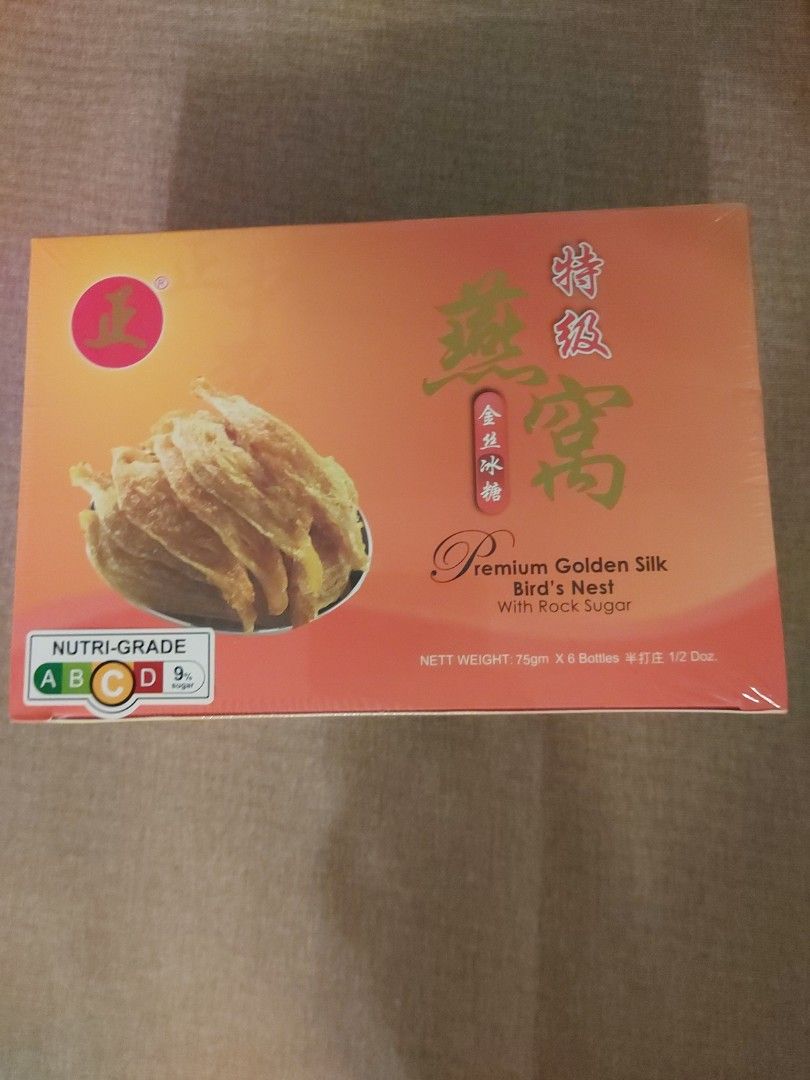 正
®
特级
燕窝
金丝冰糖
Premium Golden Silk
Bird's Nest
With Rock Sugar
NETT WEIGHT: 75gm X 6 Bottles 半打庄 1/2 Doz.
NUTRI-GRADE
A B C D 9% sugar